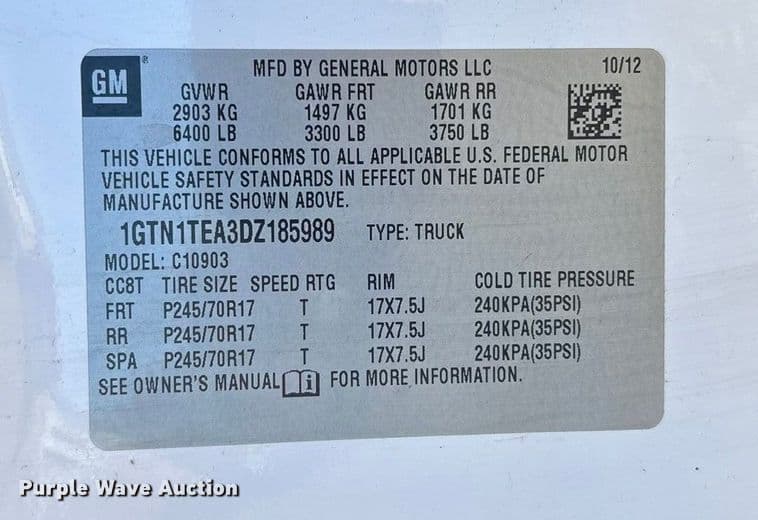 GM ®
MFD BY GENERAL MOTORS LLC 10/12
GVWR GAWR FRT GAWR RR
2903 KG 1497 KG 1701 KG
6400 LB 3300 LB 3750 LB
THIS VEHICLE CONFORMS TO ALL APPLICABLE U.S. FEDERAL MOTOR
VEHICLE SAFETY STANDARDS IN EFFECT ON THE DATE OF
MANUFACTURE SHOWN ABOVE.
1GTN1TEA3DZ185989 TYPE: TRUCK
MODEL: C10903
CC8T TIRE SIZE SPEED RTG RIM COLD TIRE PRESSURE
FRT P245/70R17 T 17X7.5J 240KPA(35PSI)
RR P245/70R17 T 17X7.5J 240KPA(35PSI)
SPA P245/70R17 T 17X7.5J 240KPA(35PSI)
SEE OWNER'S MANUAL i FOR MORE INFORMATION.
Purple Wave Auction